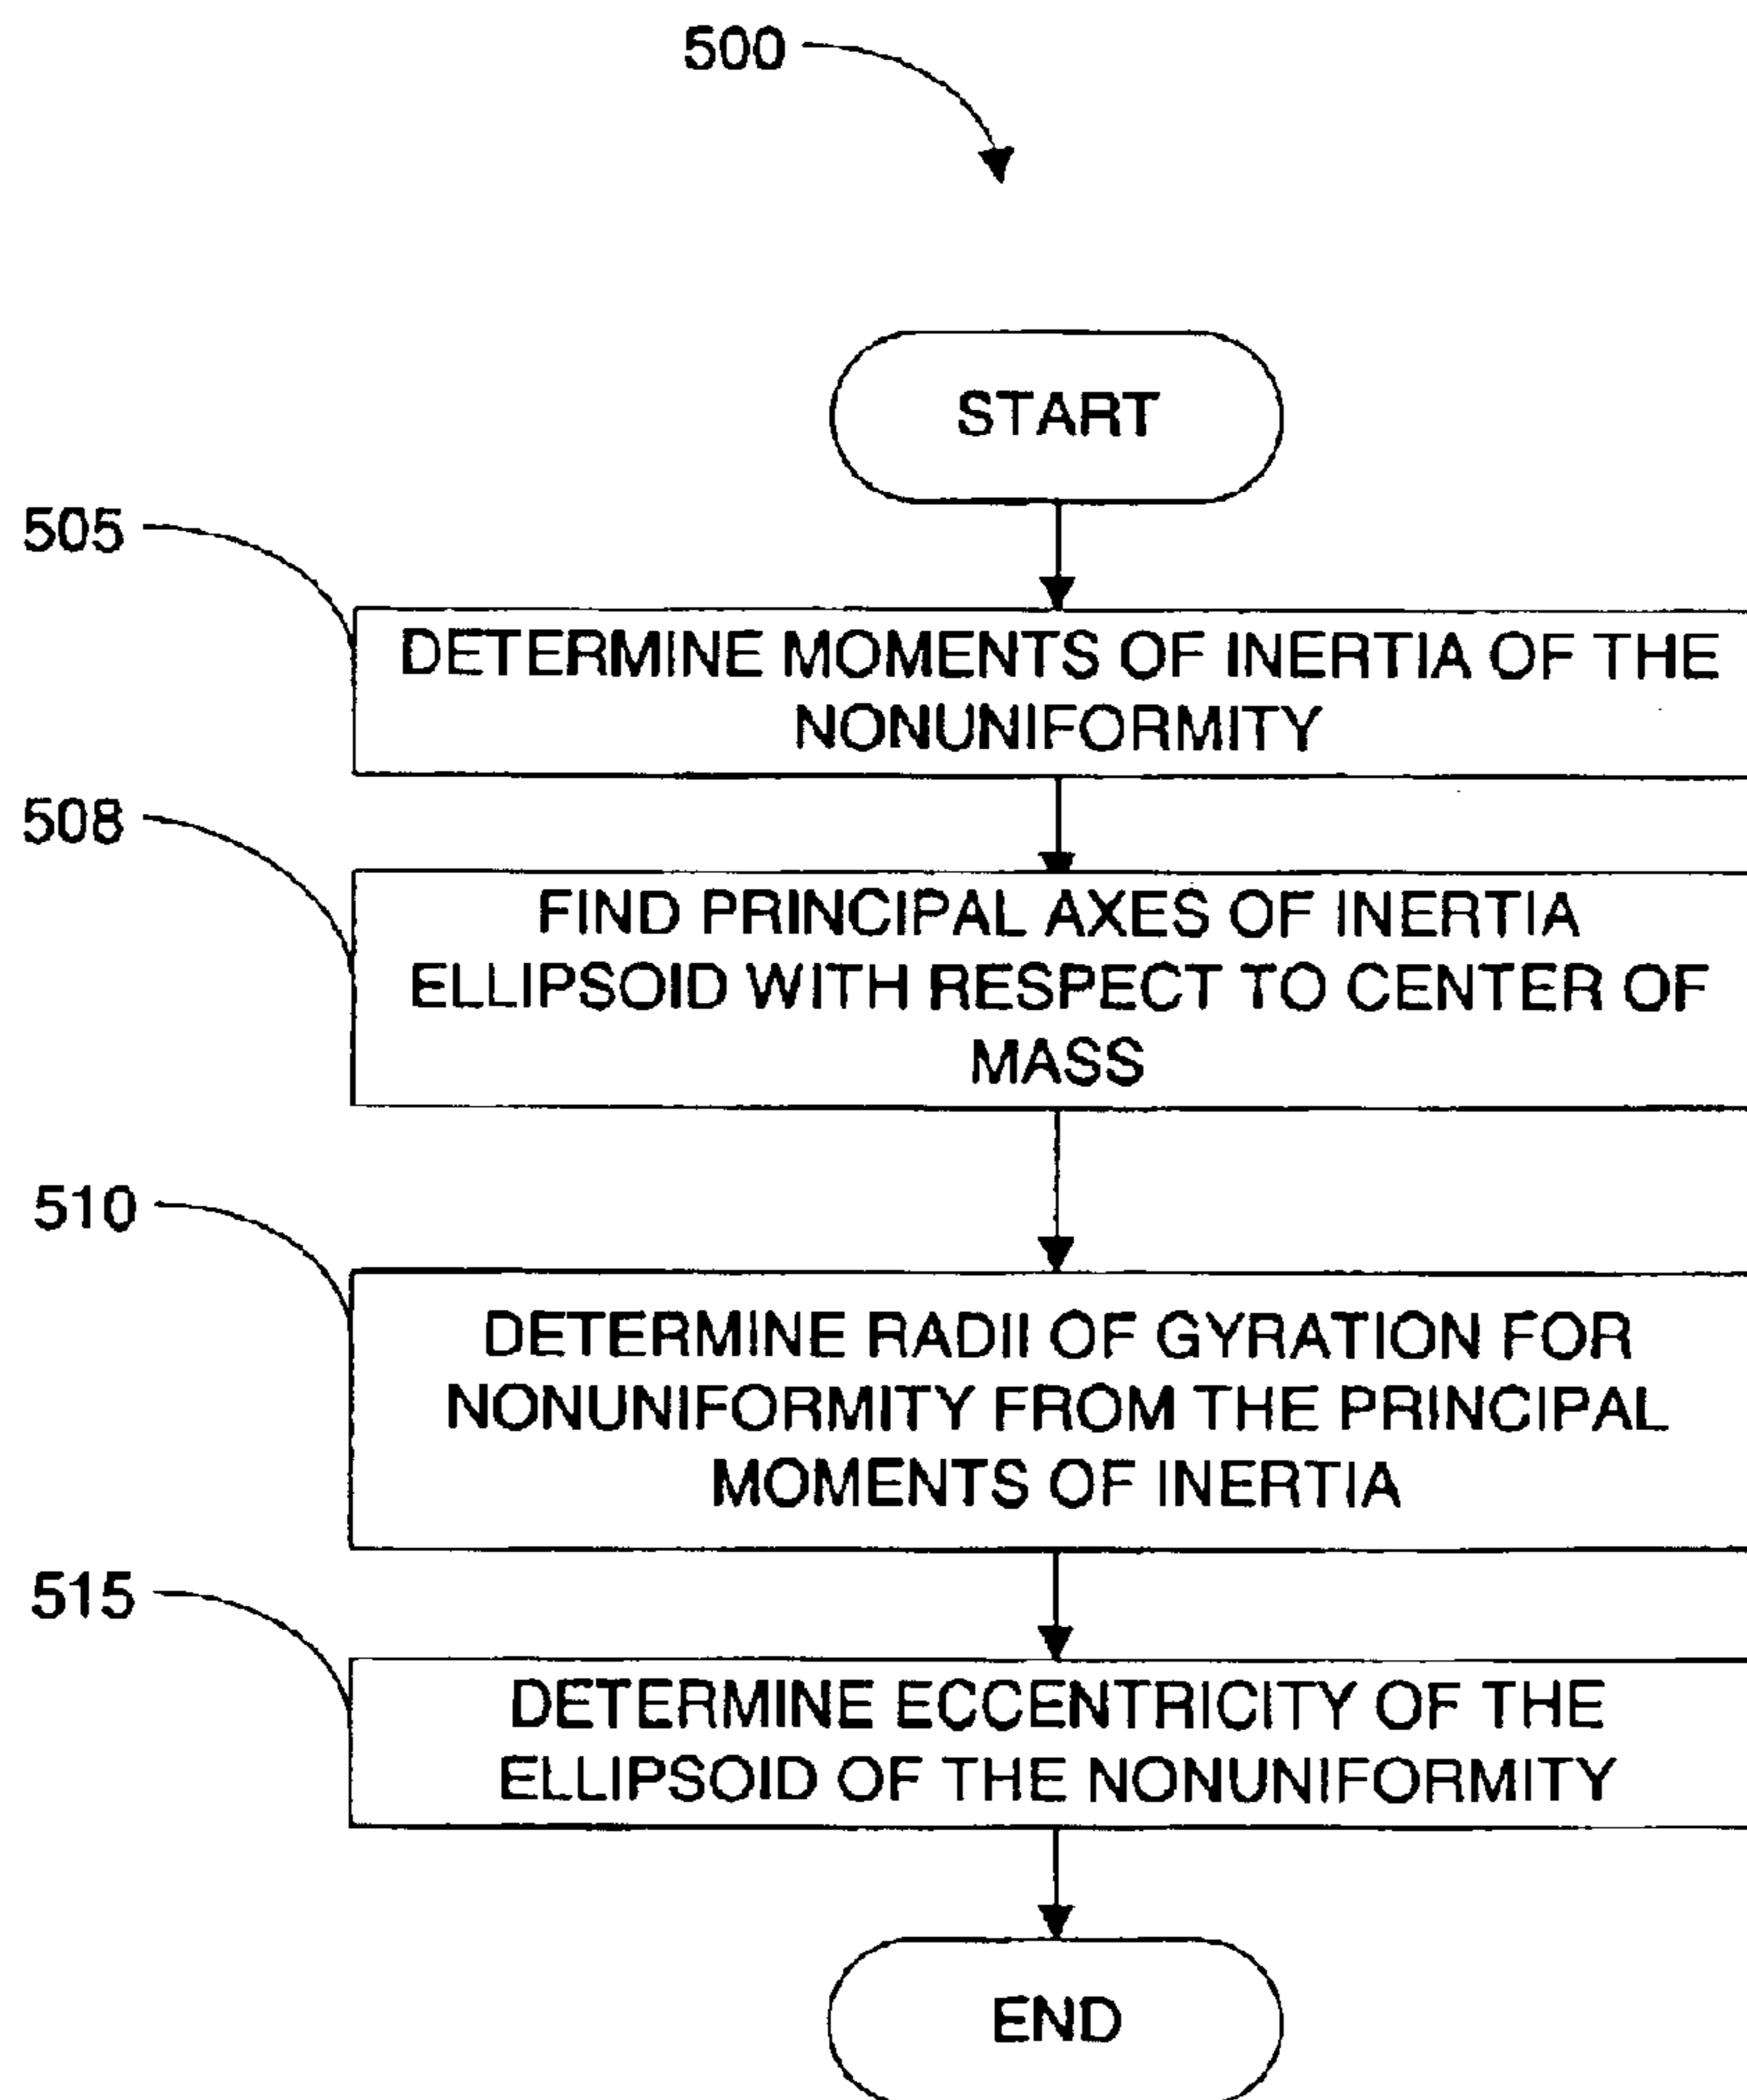 500
START
505
DETERMINE MOMENTS OF INERTIA OF THE
NONUNIFORMITY
508
FIND PRINCIPAL AXES OF INERTIA
ELLIPSOID WITH RESPECT TO CENTER OF
MASS
510
DETERMINE RADII OF GYRATION FOR
NONUNIFORMITY FROM THE PRINCIPAL
MOMENTS OF INERTIA
515
DETERMINE ECCENTRICITY OF THE
ELLIPSOID OF THE NONUNIFORMITY
END